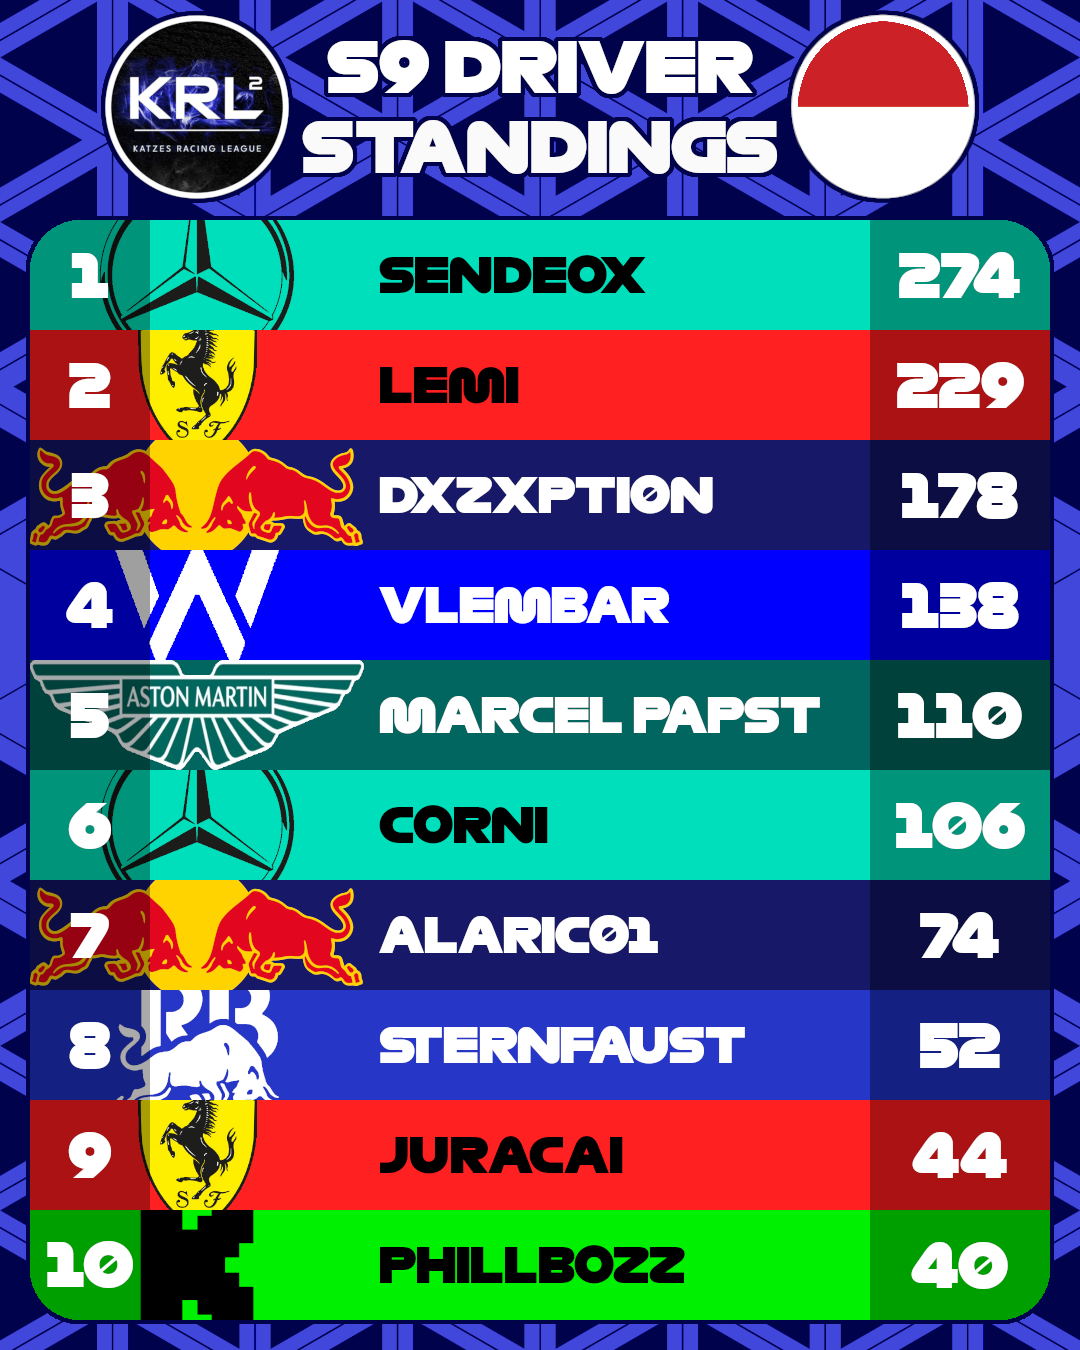 KRL²
KATZES RACING LEAGUE
S9 DRIVER
STANDINGS
1 SENDEOX 274
2 S F LEMI 229
3 DXZXPTION 178
4 W VLEMBAR 138
5 ASTON MARTIN MARCEL PAPST 110
6 CORNI 106
7 ALARIC01 74
8 RB STERNFAUST 52
9 S F JURACAI 44
10 K PHILLBOZZ 40